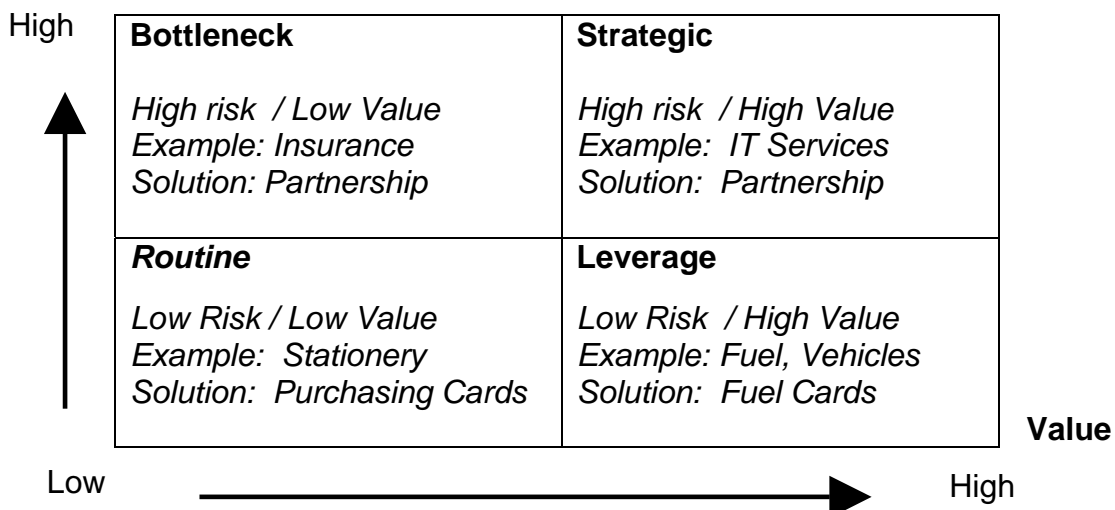 High
Bottleneck
High risk / Low Value
Example: Insurance
Solution: Partnership
Strategic
High risk / High Value
Example: IT Services
Solution: Partnership
Routine
Low Risk / Low Value
Example: Stationery
Solution: Purchasing Cards
Leverage
Low Risk / High Value
Example: Fuel, Vehicles
Solution: Fuel Cards
Value
Low
High